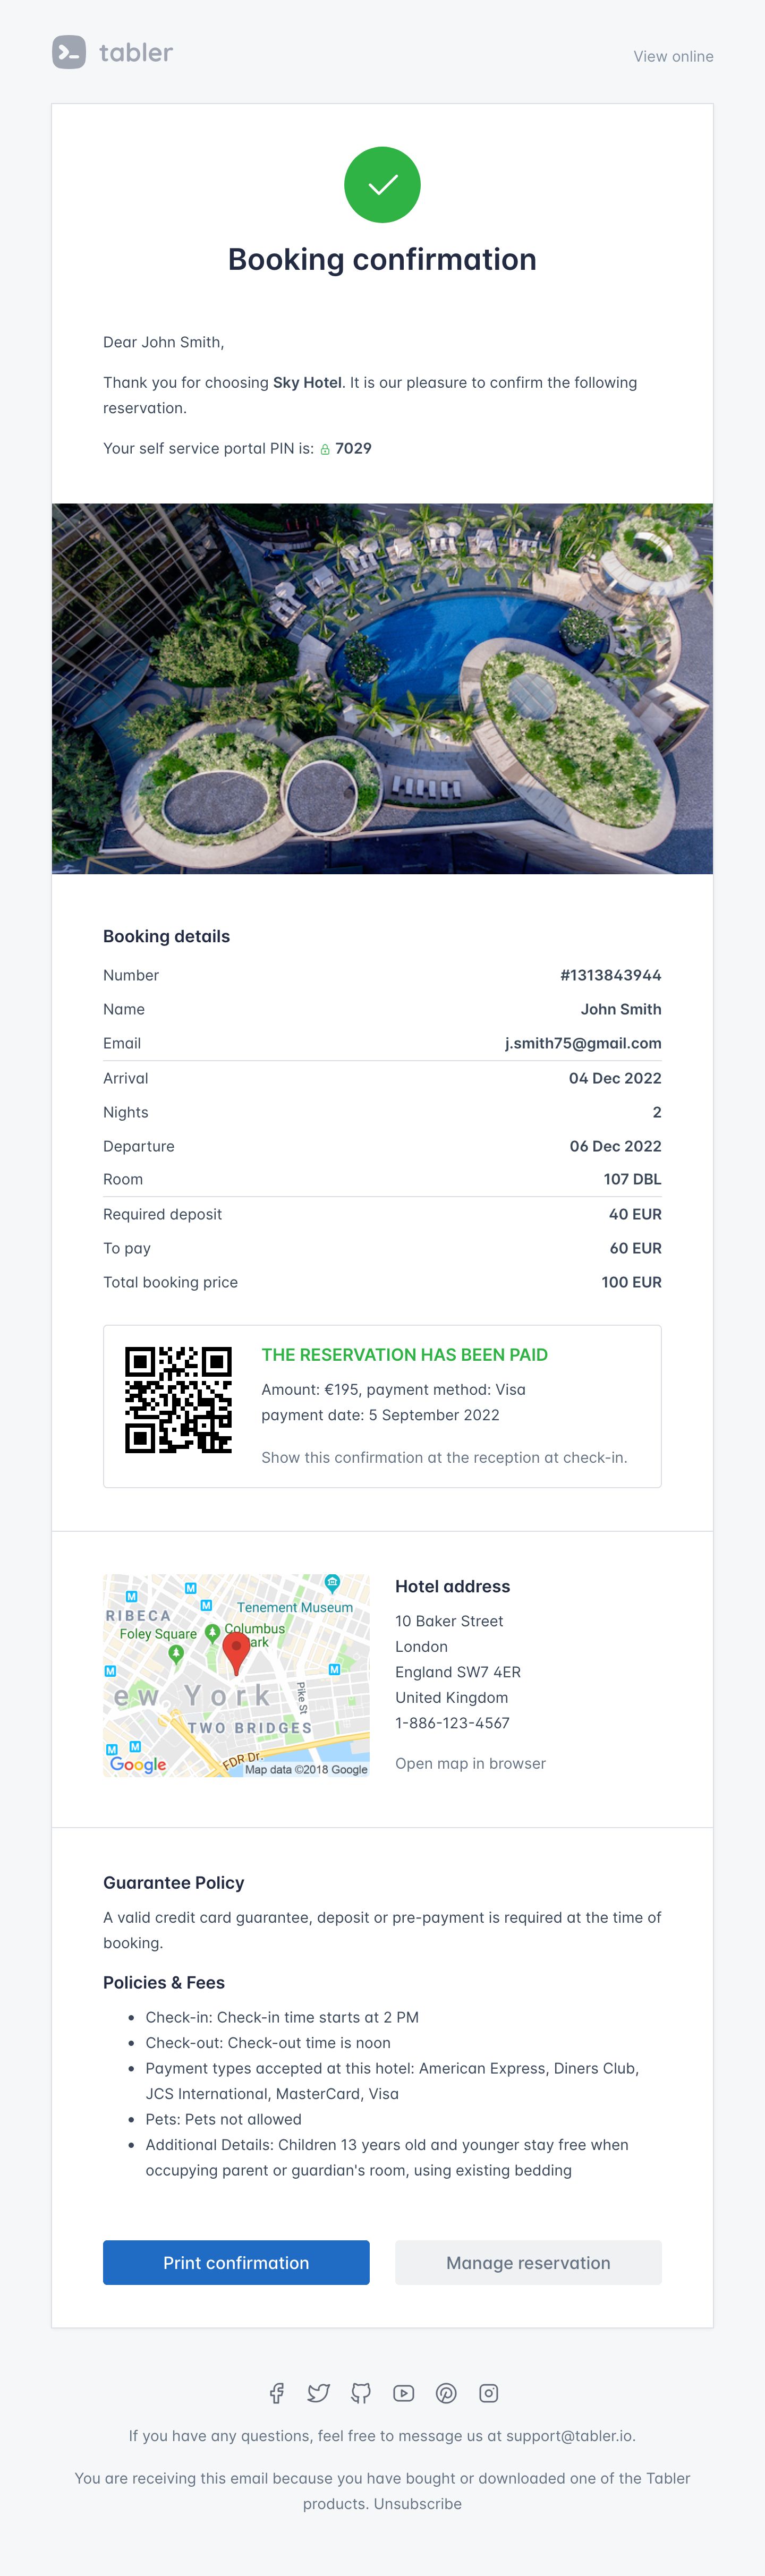 tabler
View online
Booking confirmation
Dear John Smith,
Thank you for choosing Sky Hotel. It is our pleasure to confirm the following
reservation.
Your self service portal PIN is: 7029
Booking details
Number #1313843944
Name John Smith
Email j.smith75@gmail.com
Arrival 04 Dec 2022
Nights 2
Departure 06 Dec 2022
Room 107 DBL
Required deposit 40 EUR
To pay 60 EUR
Total booking price 100 EUR
THE RESERVATION HAS BEEN PAID
Amount: €195, payment method: Visa
payment date: 5 September 2022
Show this confirmation at the reception at check-in.
M
M
M
Tenement Museum
RIBECA
Foley Square
Columbus
ark
M
M
ew York
Pike St
TWO BRIDGES
M
M
FDR Dr.
Google
Map data ©2018 Google
Hotel address
10 Baker Street
London
England SW7 4ER
United Kingdom
1-886-123-4567
Open map in browser
Guarantee Policy
A valid credit card guarantee, deposit or pre-payment is required at the time of
booking.
Policies & Fees
• Check-in: Check-in time starts at 2 PM
• Check-out: Check-out time is noon
• Payment types accepted at this hotel: American Express, Diners Club,
JCS International, MasterCard, Visa
• Pets: Pets not allowed
• Additional Details: Children 13 years old and younger stay free when
occupying parent or guardian's room, using existing bedding
Print confirmation
Manage reservation
If you have any questions, feel free to message us at support@tabler.io.
You are receiving this email because you have bought or downloaded one of the Tabler
products. Unsubscribe